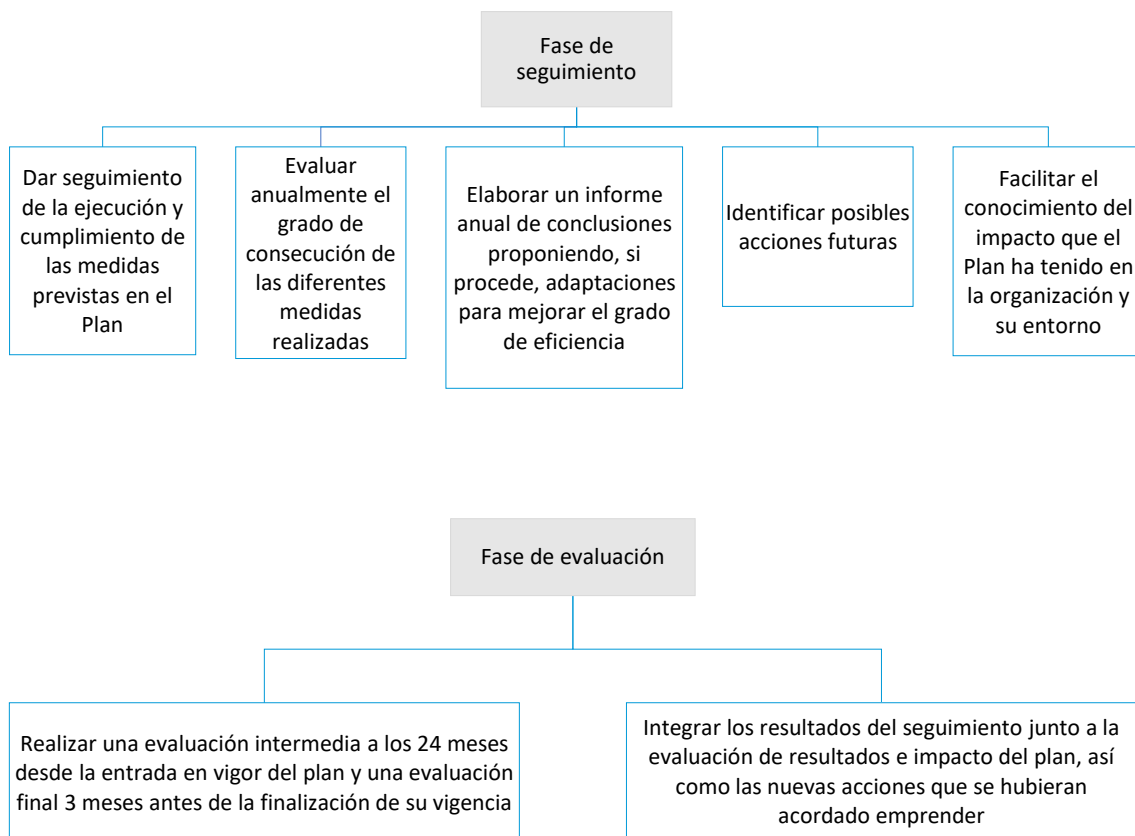 Fase de
seguimiento
Dar seguimiento
de la ejecución y
cumplimiento de
las medidas
previstas en el
Plan
Evaluar
anualmente el
grado de
consecución de
las diferentes
medidas
realizadas
Elaborar un informe
anual de conclusiones
proponiendo, si
procede, adaptaciones
para mejorar el grado
de eficiencia
Identificar posibles
acciones futuras
Facilitar el
conocimiento del
impacto que el
Plan ha tenido en
la organización y
su entorno
Fase de evaluación
Realizar una evaluación intermedia a los 24 meses
desde la entrada en vigor del plan y una evaluación
final 3 meses antes de la finalización de su vigencia
Integrar los resultados del seguimiento junto a la
evaluación de resultados e impacto del plan, así
como las nuevas acciones que se hubieran
acordado emprender